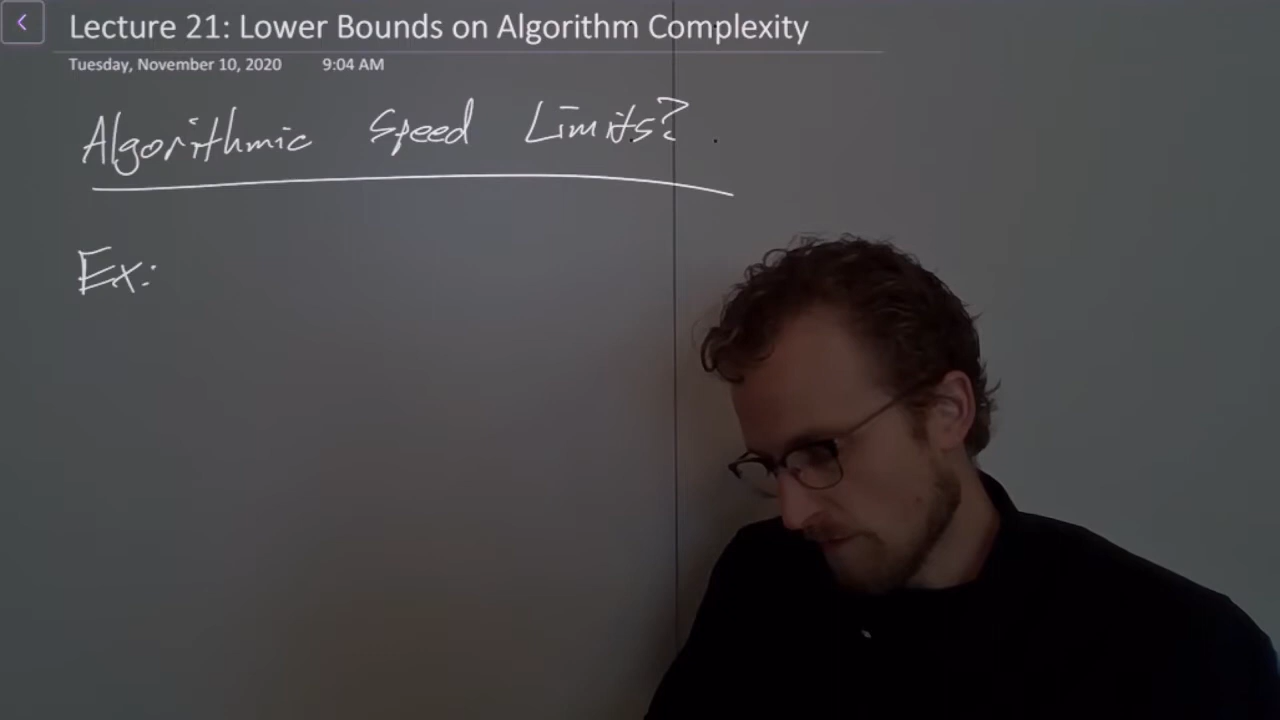 Lecture 21: Lower Bounds on Algorithm Complexity
Tuesday, November 10, 2020 9:04 AM
Algorithmic Speed Limits?
Ex: